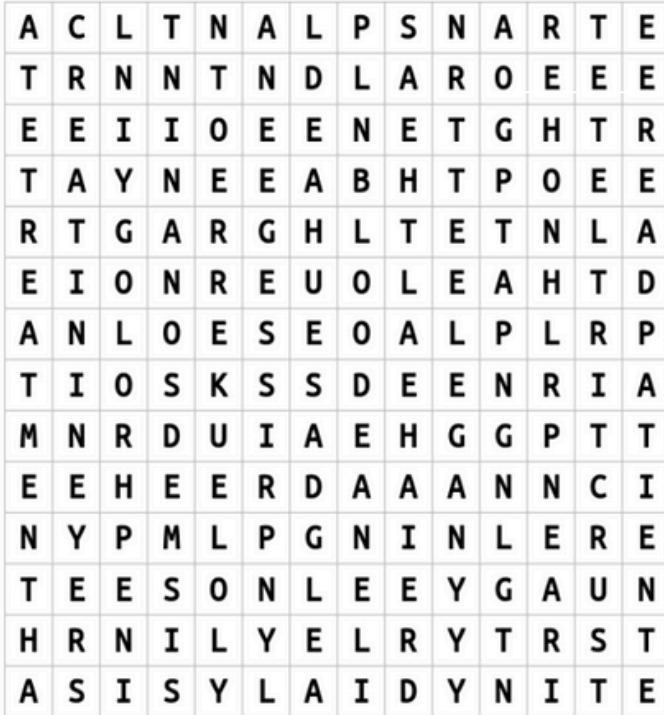 A C L T N A L P S N A R T E
T R N N T N D L A R O E E E
E E I I O E E N E T G H T R
T A Y N E E A B H T P O E E
R T G A R G H L T E T N L A
E I O N R E U O L E A H T D
A N L O E S E O A L P L R P
T I O S K S S D E E N R I A
M N R D U I A E H G G P T T
E E H E E R D A A A N N C I
N Y P M L P G N I N L E R E
T E E S O N L E E Y G A U N
H R N I L Y E L R Y T R S T
A S I S Y L A I D Y N I T E